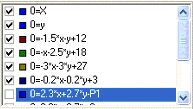 0=X
0=y
0=-1.5*x-y+12
0=-x-2.5*y+18
0=-3*x-3*y+27
0=-0.2*x-0.2*y+3
0=2.3*x+2.7*y-P1